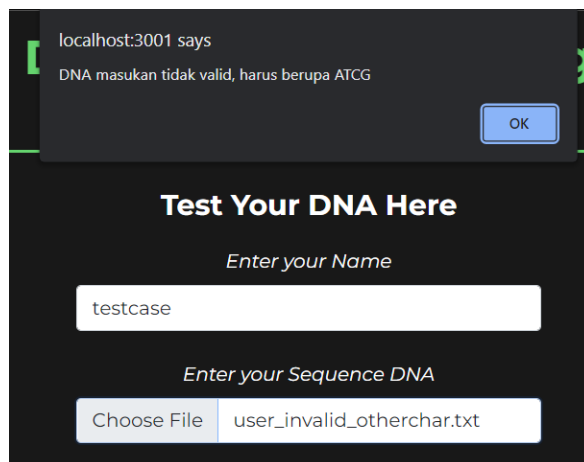 localhost:3001 says
DNA masukan tidak valid, harus berupa ATCG
OK
Test Your DNA Here
Enter your Name
testcase
Enter your Sequence DNA
Choose File user_invalid_otherchar.txt